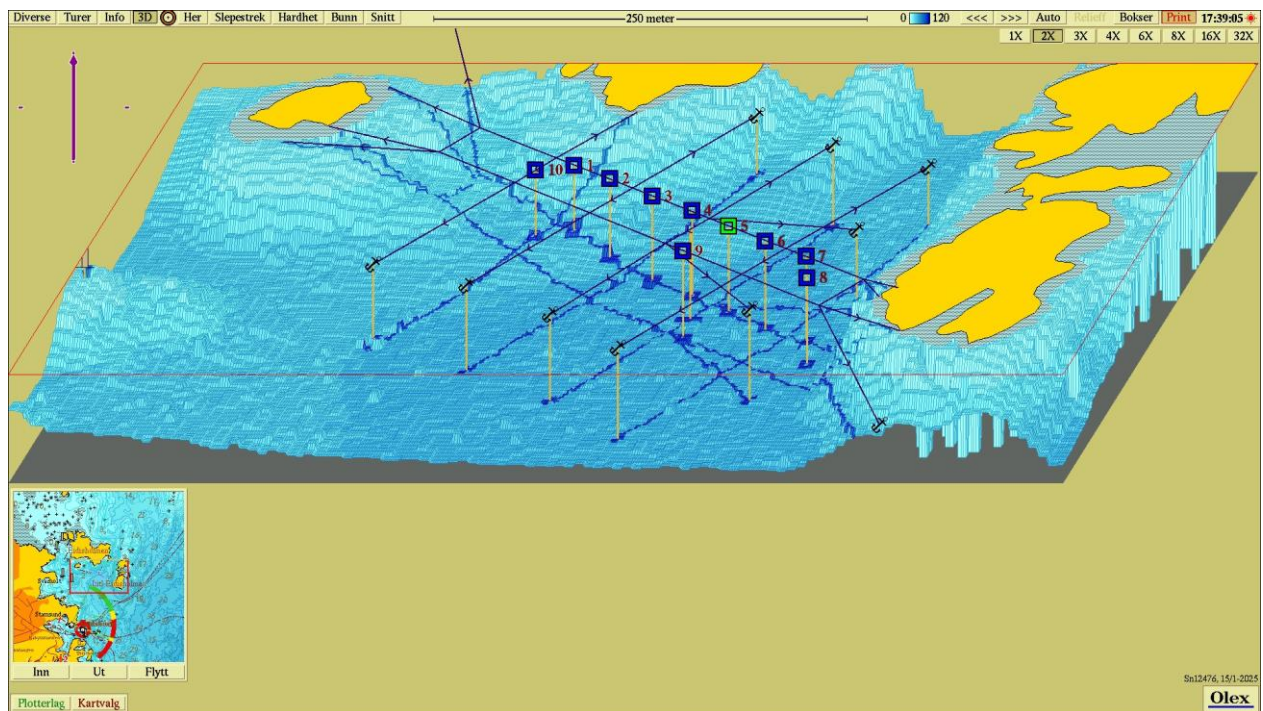 Diverse Turer Info 3D Her Slepestrek Hardhet Bunn Snitt 250 meter 0 120 <<< >>> Auto Relieff Bokser Print 17:39:05
1X 2X 3X 4X 6X 8X 16X 32X
10 1 2
3
4
5
6
9 7
8
Stamsund
Inn Ut Flytt
Sn12476, 15/1-2025
Plotterlag Kartvalg Olex